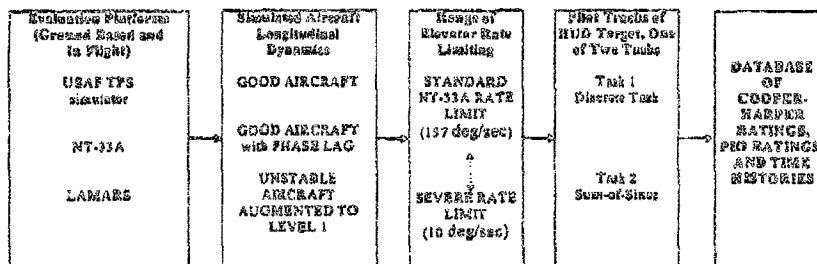 Evaluation Platforms
(Ground Based and
In Flight)
USAF TPS
simulator
NT-33A
LAMARS
Simulated Aircraft
Longitudinal
Dynamics
GOOD AIRCRAFT
GOOD AIRCRAFT
with PHASE LAG
UNSTABLE
AIRCRAFT
AUGMENTED TO
LEVEL 1
Range of
Elevator Rate
Limiting
STANDARD
NT-33A RATE
LIMIT
(157 deg/sec)
SEVERE RATE
LIMIT
(10 deg/sec)
Pilot Tracks of
HUD Target, One
of Two Tasks
Task 1
Discrete Task
Task 2
Sum-of-Sines
DATABASE
OF
COOPER-
HARPER
RATINGS,
PIO RATINGS
AND TIME
HISTORIES